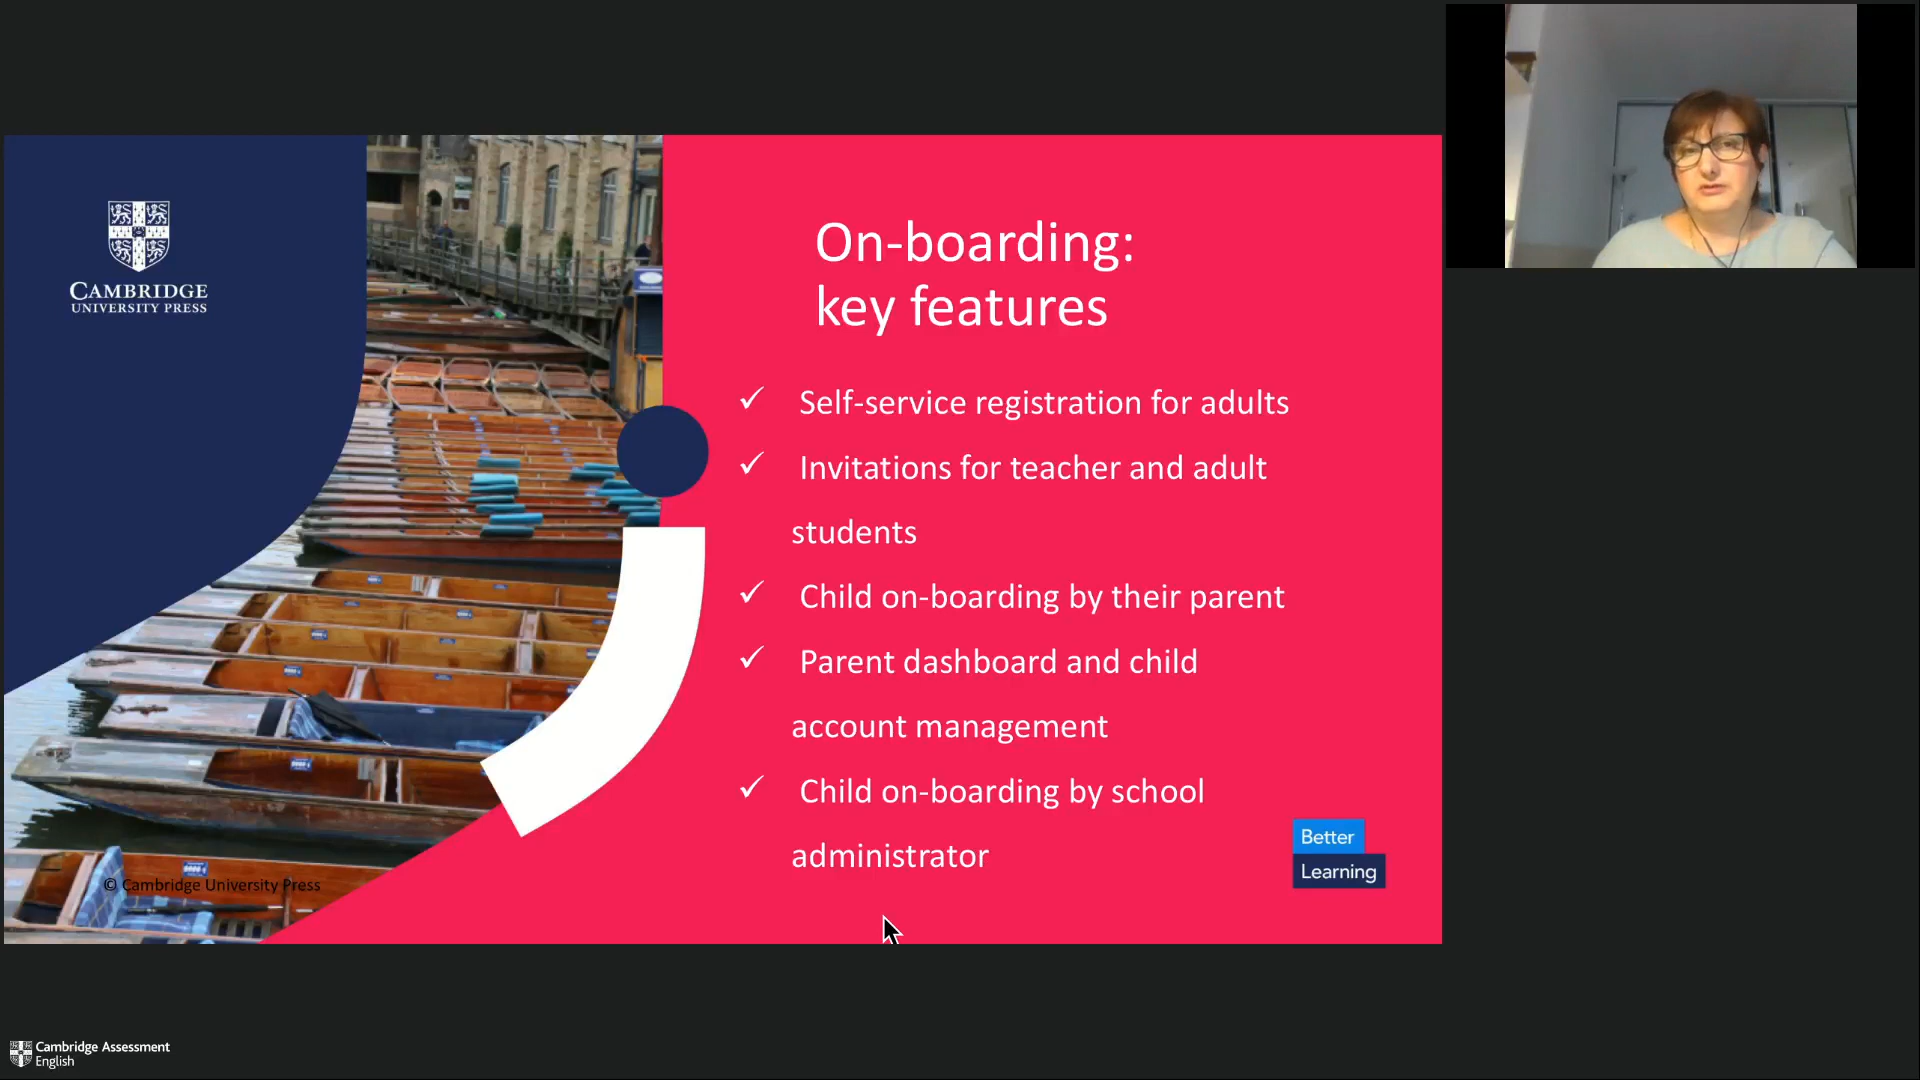 CAMBRIDGE
UNIVERSITY PRESS
On-boarding:
key features
✓ Self-service registration for adults
✓ Invitations for teacher and adult
students
✓ Child on-boarding by their parent
✓ Parent dashboard and child
account management
✓ Child on-boarding by school
administrator
Better
Learning
© Cambridge University Press
Cambridge Assessment
English